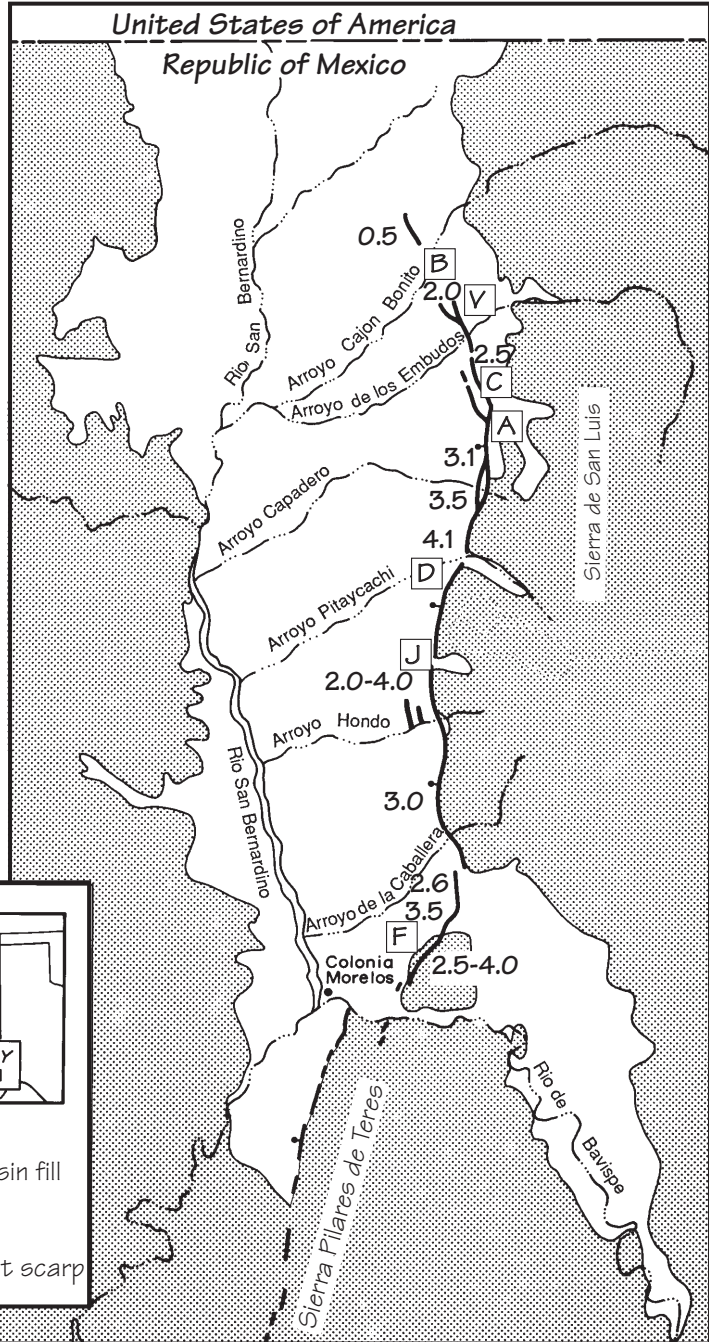 United States of America
Republic of Mexico
Rio San Bernardino
0.5
B
Arroyo Cajon Bonito
2.0
V
Arroyo de los Embudos
2.5
C
A
Sierra de San Luis
3.1
Arroyo Capadero
3.5
4.1
D
Arroyo Pitaycachi
J
2.0-4.0
Arroyo Hondo
Rio San Bernardino
3.0
Arroyo de la Caballera
2.6
3.5
F
Colonia
Morelos
2.5-4.0
Rio de Bavispe
Sierra Pilares de Teres
Y
sin fill
t scarp